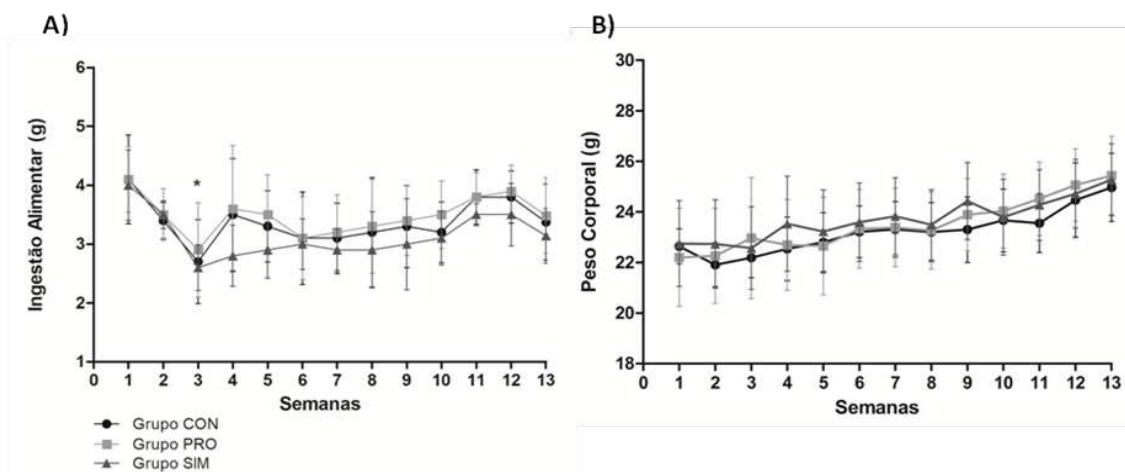 A)
6
5
4
3
2
1
*
Ingestão Alimentar (g)
0 1 2 3 4 5 6 7 8 9 10 11 12 13
Semanas
Grupo CON
Grupo PRO
Grupo SIM
B)
30
28
26
24
22
20
18
Peso Corporal (g)
0 1 2 3 4 5 6 7 8 9 10 11 12 13
Semanas